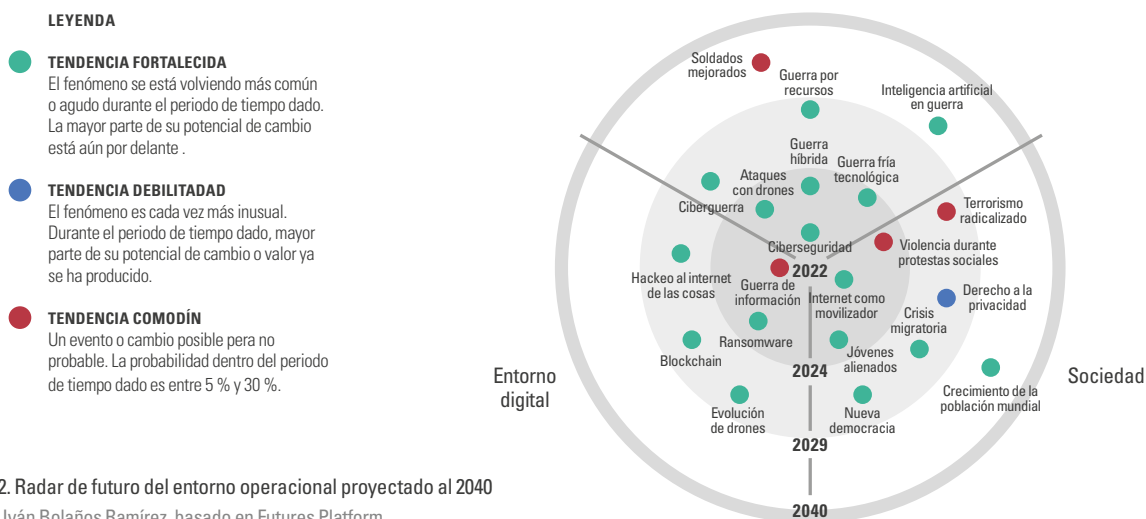 LEYENDA
TENDENCIA FORTALECIDA
El fenómeno se está volviendo más común
o agudo durante el periodo de tiempo dado.
La mayor parte de su potencial de cambio
está aún por delante .
TENDENCIA DEBILITADAD
El fenómeno es cada vez más inusual.
Durante el periodo de tiempo dado, mayor
parte de su potencial de cambio o valor ya
se ha producido.
TENDENCIA COMODÍN
Un evento o cambio posible pera no
probable. La probabilidad dentro del periodo
de tiempo dado es entre 5 % y 30 %.
Soldados
mejorados
Guerra por
recursos
Inteligencia artificial
en guerra
Guerra
híbrida
Guerra fría
tecnológica
Ataques
con drones
Ciberguerra
Terrorismo
radicalizado
Ciberseguridad
Violencia durante
protestas sociales
2022
Hackeo al internet
de las cosas
Guerra de
información
Internet como
movilizador
Derecho a la
privacidad
Crisis
migratoria
Ransomware
Blockchain
Jóvenes
alienados
2024
Entorno
digital
Sociedad
Crecimiento de la
población mundial
Evolución
de drones
Nueva
democracia
2029
2040
2. Radar de futuro del entorno operacional proyectado al 2040
Iván Bolaños Ramírez, basado en Futures Platform